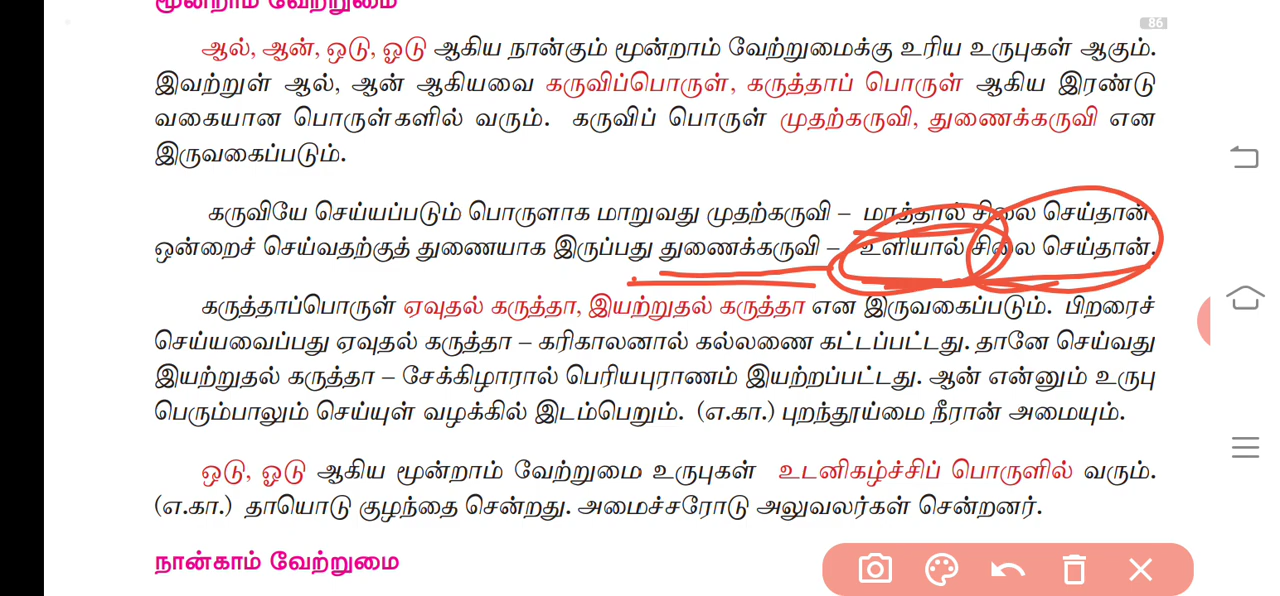 மூன்றாம் வேற்றுமை
86
ஆல், ஆன், ஒடு, ஓடு ஆகிய நான்கும் மூன்றாம் வேற்றுமைக்கு உரிய உருபுகள் ஆகும்.
இவற்றுள் ஆல், ஆன் ஆகியவை கருவிப்பொருள், கருத்தாப் பொருள் ஆகிய இரண்டு
வகையான பொருள்களில் வரும். கருவிப் பொருள் முதற்கருவி, துணைக்கருவி என
இருவகைப்படும்.
கருவியே செய்யப்படும் பொருளாக மாறுவது முதற்கருவி – மரத்தால் சிலை செய்தான்.
ஒன்றைச் செய்வதற்குத் துணையாக இருப்பது துணைக்கருவி – உளியால் சிலை செய்தான்.
கருத்தாப்பொருள் ஏவுதல் கருத்தா, இயற்றுதல் கருத்தா என இருவகைப்படும். பிறரைச்
செய்யவைப்பது ஏவுதல் கருத்தா – கரிகாலனால் கல்லணை கட்டப்பட்டது. தானே செய்வது
இயற்றுதல் கருத்தா – சேக்கிழாரால் பெரியபுராணம் இயற்றப்பட்டது. ஆன் என்னும் உருபு
பெரும்பாலும் செய்யுள் வழக்கில் இடம்பெறும். (எ.கா.) புறந்தூய்மை நீரான் அமையும்.
ஒடு, ஓடு ஆகிய மூன்றாம் வேற்றுமை உருபுகள் உடனிகழ்ச்சிப் பொருளில் வரும்.
(எ.கா.) தாயொடு குழந்தை சென்றது. அமைச்சரோடு அலுவலர்கள் சென்றனர்.
நான்காம் வேற்றுமை